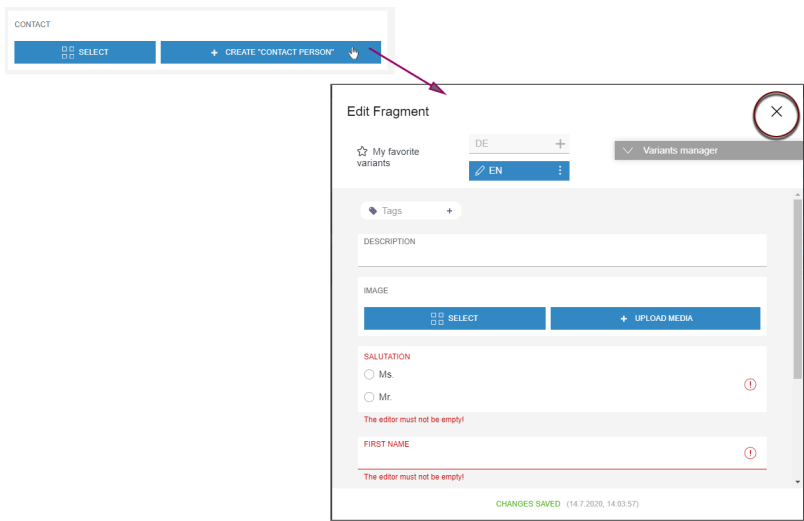 CONTACT
SELECT
+ CREATE "CONTACT PERSON"
Edit Fragment
My favorite
variants
DE
EN
Variants manager
Tags
DESCRIPTION
IMAGE
SELECT
+ UPLOAD MEDIA
SALUTATION
Ms.
Mr.
The editor must not be empty!
FIRST NAME
The editor must not be empty!
CHANGES SAVED (14.7.2020, 14:03:57)